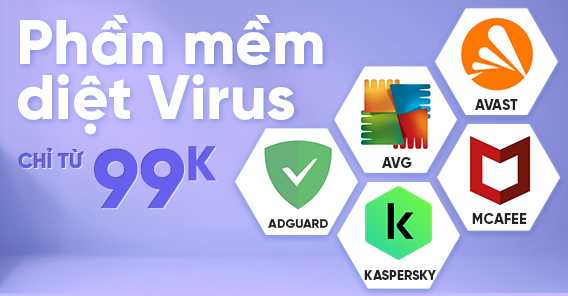 Phần mềm
diệt Virus
CHỈ TỪ 99K
AVAST
AVG
MCAFEE
ADGUARD
k
KASPERSKY